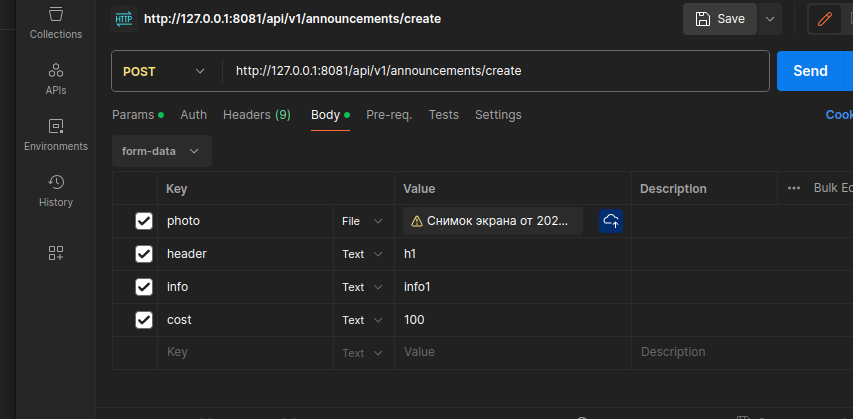 HTTP http://127.0.0.1:8081/api/v1/announcements/create Save
Collections
POST http://127.0.0.1:8081/api/v1/announcements/create Send
APIs
Params Auth Headers (9) Body Pre-req. Tests Settings Cook
Environments
form-data
History
Key Value Description ••• Bulk Ed
photo File Снимок экрана от 202...
header Text h1
info Text info1
cost Text 100
Key Text Value Description